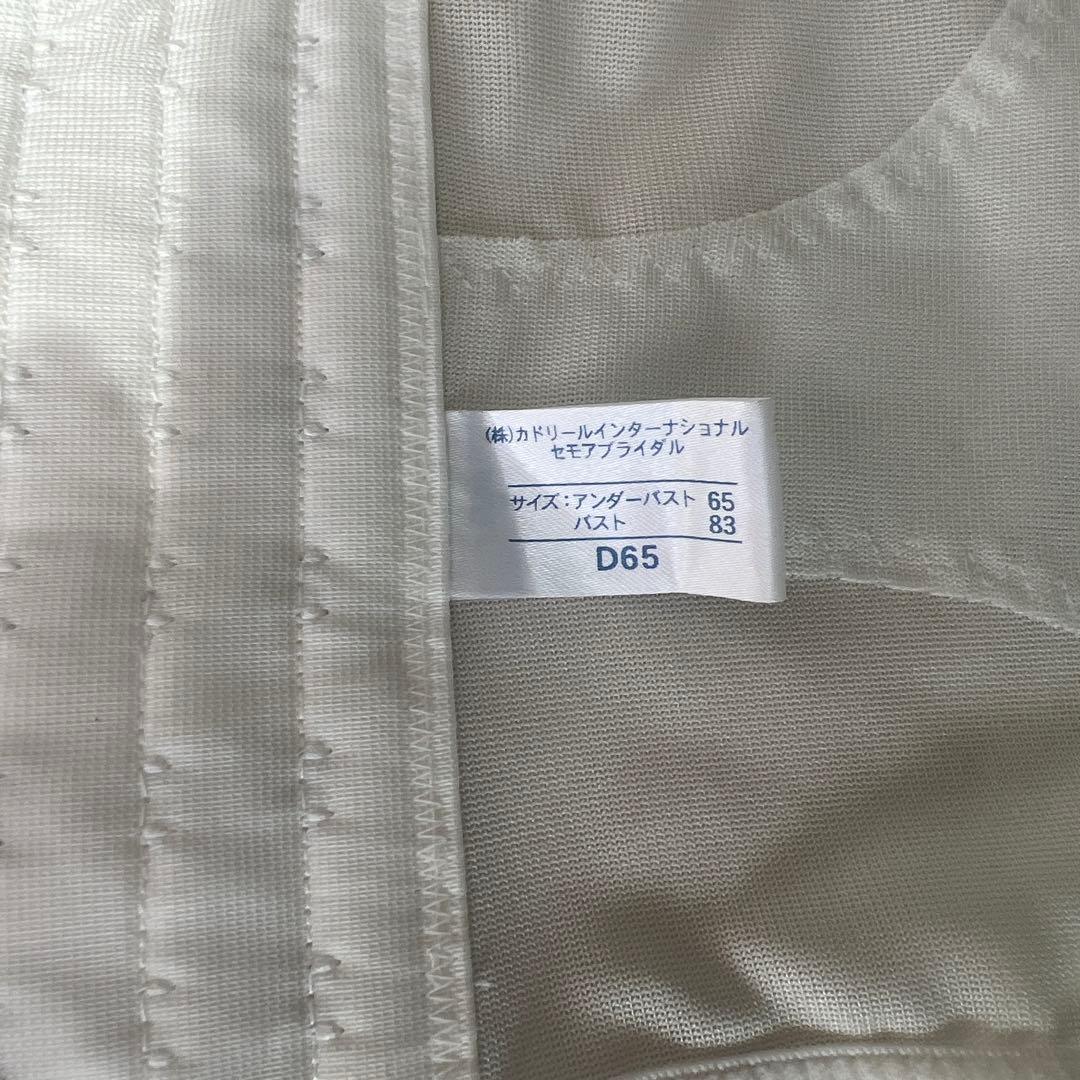 (株)カドリールインターナショナル
セモアブライダル
サイズ:アンダーバスト 65
バスト 83
D65